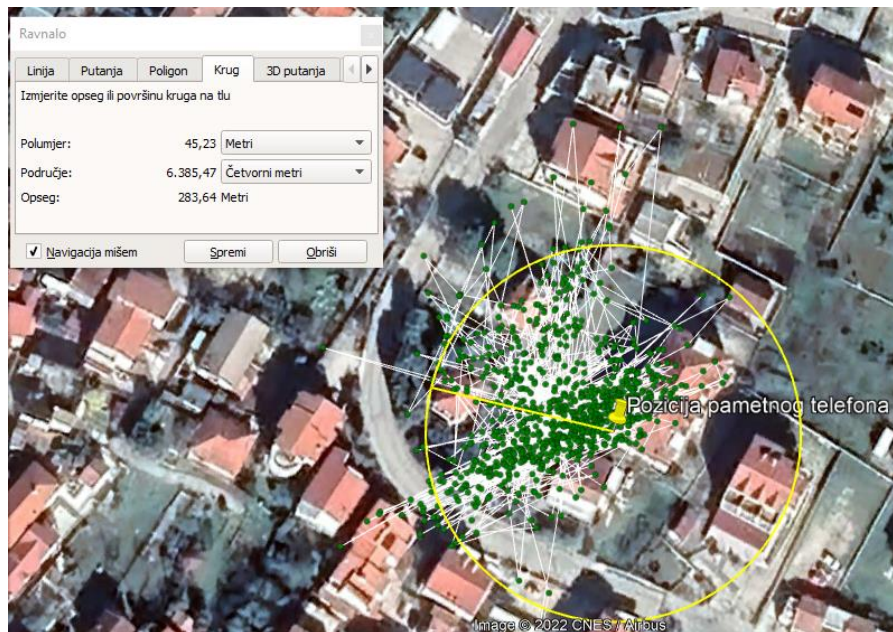 Ravnalo
Linija Putanja Poligon Krug 3D putanja
Izmjerite opseg ili površinu kruga na tlu
Polumjer: 45,23 Metri
Područje: 6.385,47 Četvorni metri
Opseg: 283,64 Metri
Navigacija mišem Spremi Obriši
Pozicija pametnog telefona
Image © 2022 CNES / Airbus